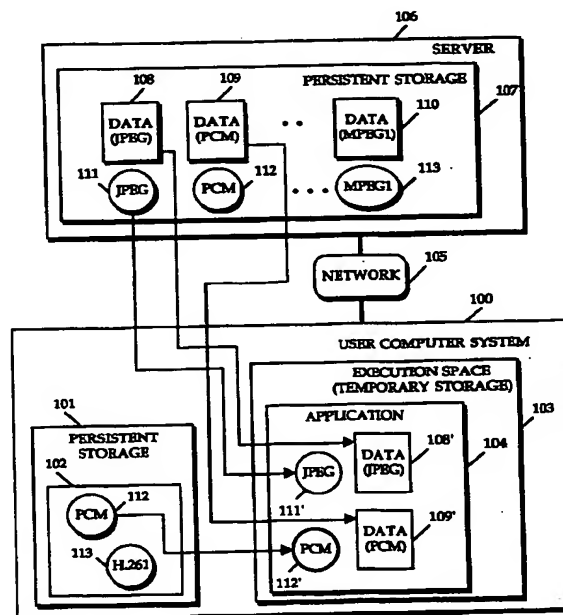 106
SERVER
108
109
PERSISTENT STORAGE
107
DATA
(JPEG)
DATA
(PCM)
DATA
(MPEG1)
110
111
JPEG
PCM
112
MPEG1
113
NETWORK
105
100
USER COMPUTER SYSTEM
EXECUTION SPACE
(TEMPORARY STORAGE)
103
101
PERSISTENT
STORAGE
102
PCM
112
113
H.261
APPLICATION
104
JPEG
111'
DATA
(JPEG)
108'
PCM
112'
DATA
(PCM)
109'